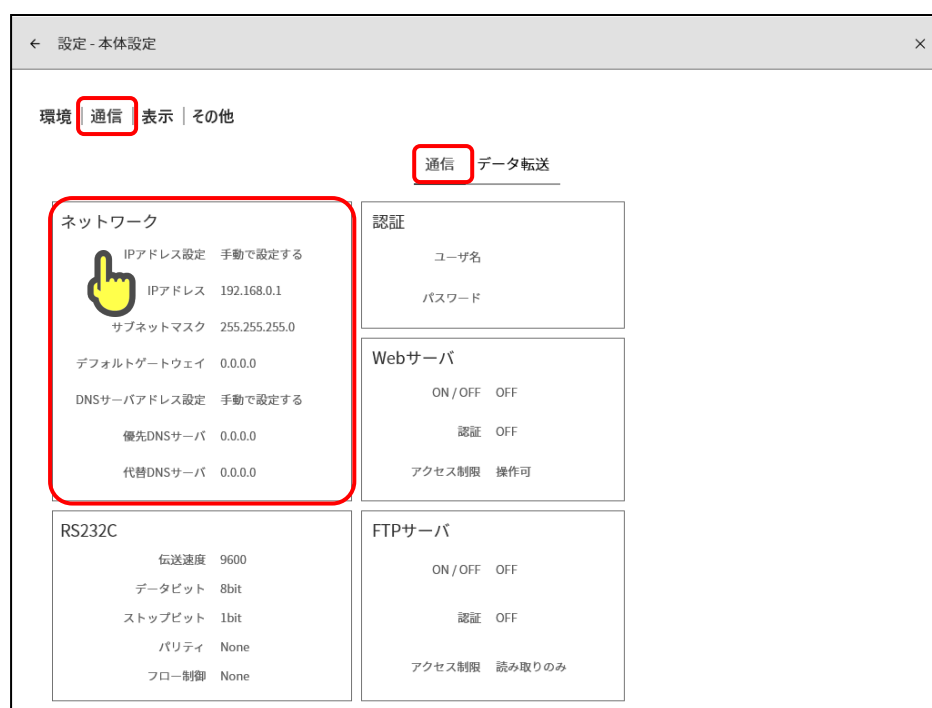 ← 設定 - 本体設定 ×
環境 | 通信 | 表示 | その他
通信 データ転送
ネットワーク
IPアドレス設定 手動で設定する
IPアドレス 192.168.0.1
サブネットマスク 255.255.255.0
デフォルトゲートウェイ 0.0.0.0
DNSサーバアドレス設定 手動で設定する
優先DNSサーバ 0.0.0.0
代替DNSサーバ 0.0.0.0
認証
ユーザ名
パスワード
Webサーバ
ON / OFF OFF
認証 OFF
アクセス制限 操作可
RS232C
伝送速度 9600
データビット 8bit
ストップビット 1bit
パリティ None
フロー制御 None
FTPサーバ
ON / OFF OFF
認証 OFF
アクセス制限 読み取りのみ